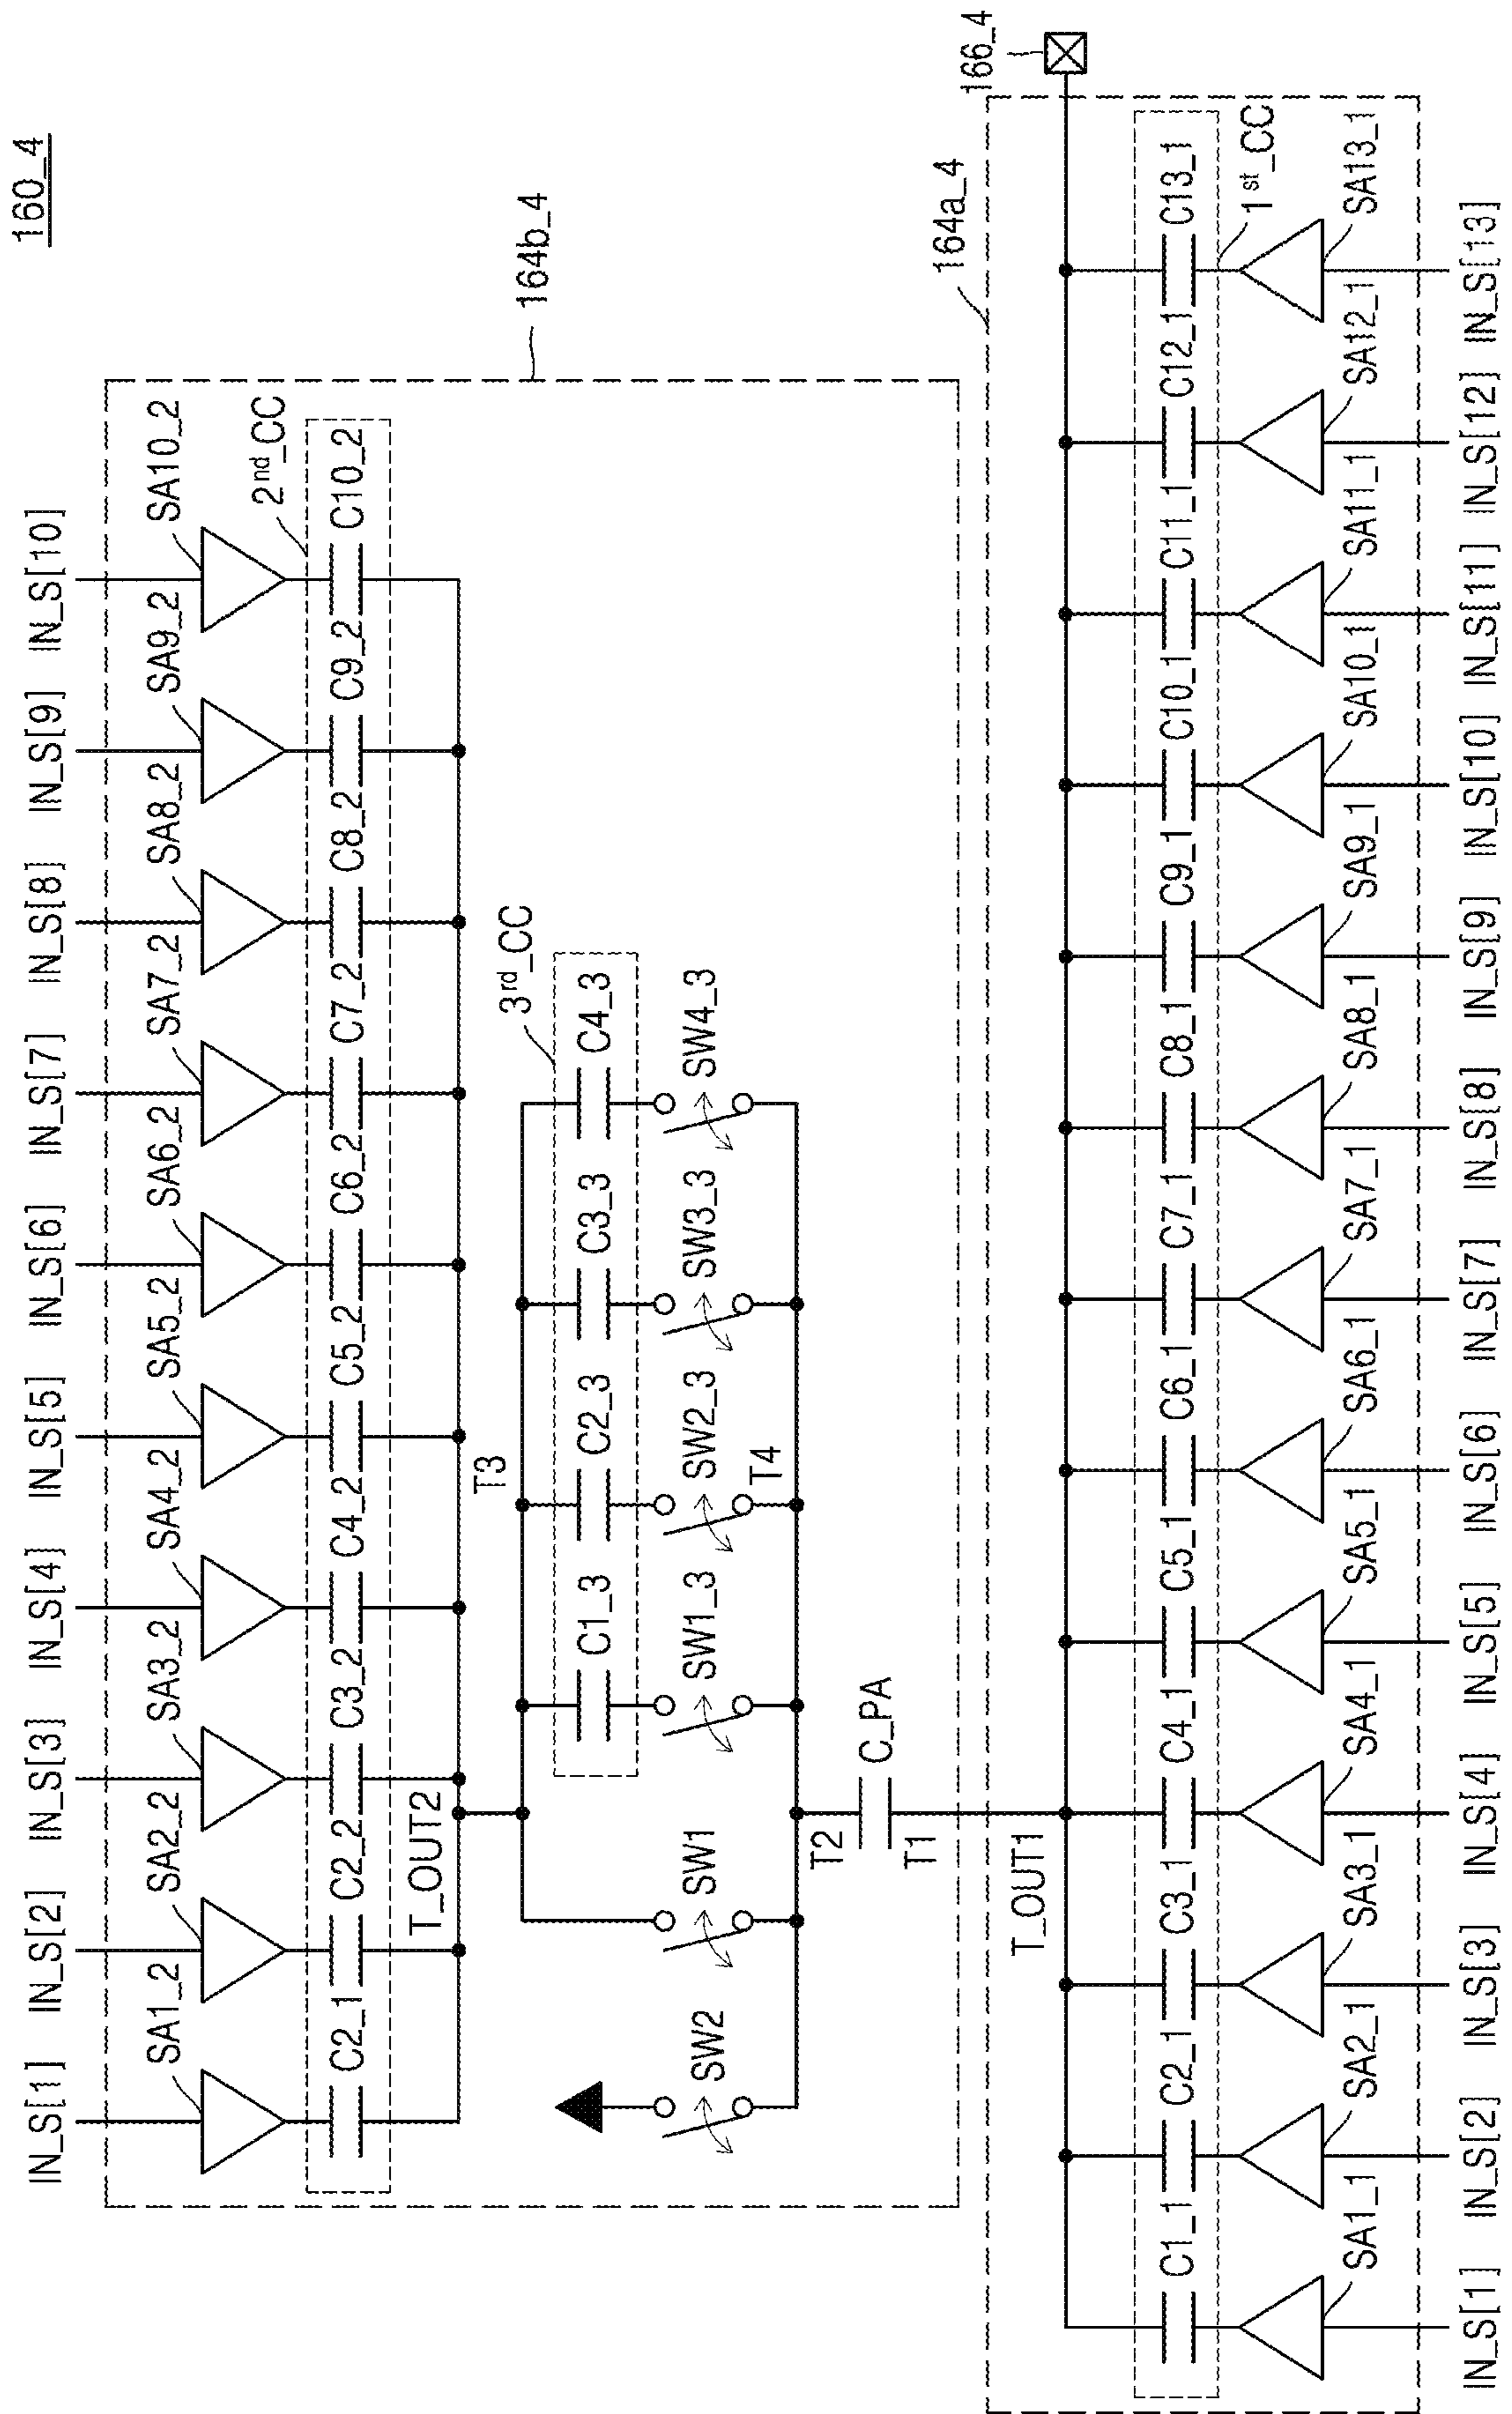 160_4
IN_S[1] IN_S[2] IN_S[3] IN_S[4] IN_S[5] IN_S[6] IN_S[7] IN_S[8] IN_S[9] IN_S[10]
SA1_2 SA2_2 SA3_2 SA4_2 SA5_2 SA6_2 SA7_2 SA8_2 SA9_2 SA10_2
2nd_CC
C2_1 C2_2 C3_2 C4_2 C5_2 C6_2 C7_2 C8_2 C9_2 C10_2
T_OUT2
T3
3rd_CC
164b_4
C1_3 C2_3 C3_3 C4_3
SW2 SW1 SW1_3 SW2_3 SW3_3 SW4_3
T4
T2
C_PA
T1
164a_4
166_4
T_OUT1
C1_1 C2_1 C3_1 C4_1 C5_1 C6_1 C7_1 C8_1 C9_1 C10_1 C11_1 C12_1 C13_1
1st_CC
SA1_1 SA2_1 SA3_1 SA4_1 SA5_1 SA6_1 SA7_1 SA8_1 SA9_1 SA10_1 SA11_1 SA12_1 SA13_1
IN_S[1] IN_S[2] IN_S[3] IN_S[4] IN_S[5] IN_S[6] IN_S[7] IN_S[8] IN_S[9] IN_S[10] IN_S[11] IN_S[12] IN_S[13]